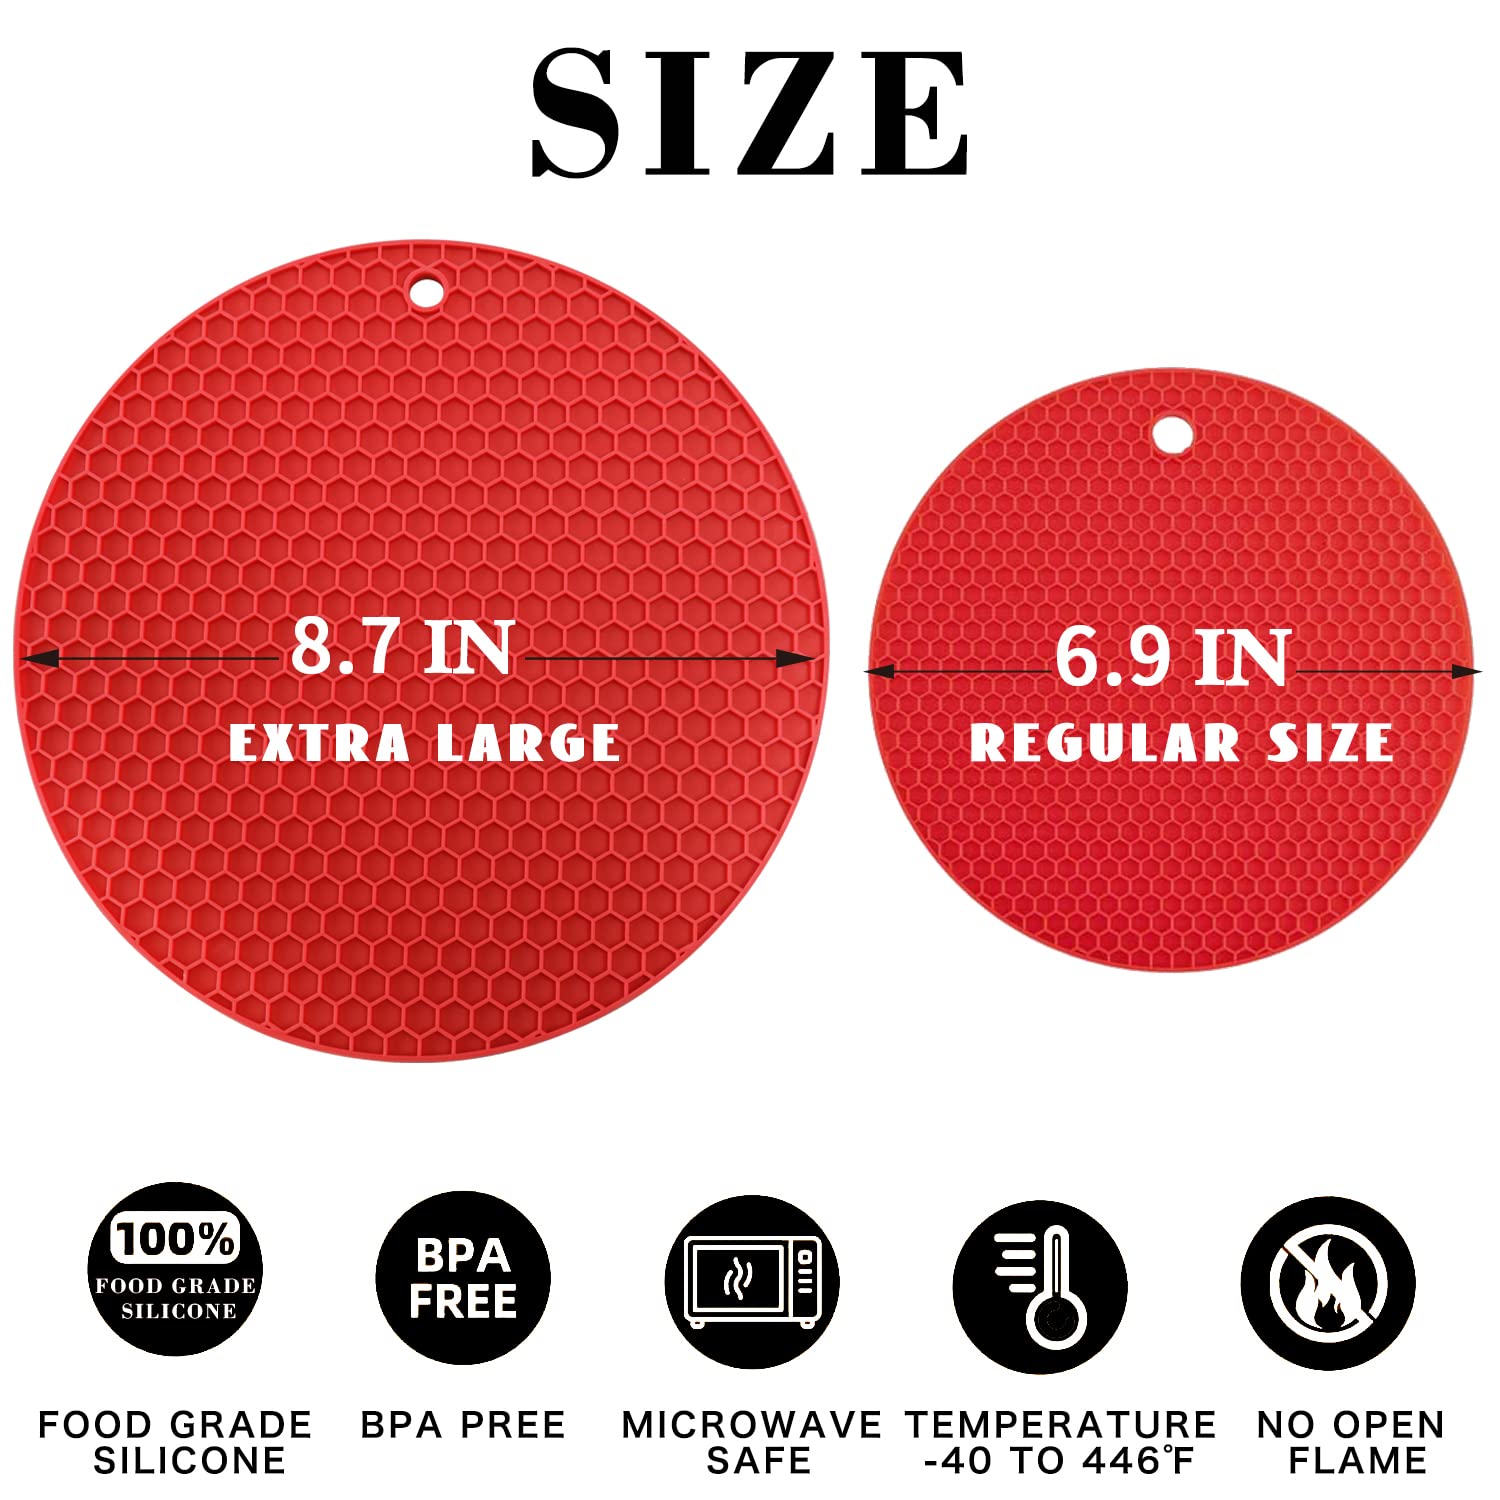 SIZE
8.7 IN
EXTRA LARGE
6.9 IN
REGULAR SIZE
100%
FOOD GRADE
SILICONE
BPA
FREE
FOOD GRADE
SILICONE
BPA PREE
MICROWAVE
SAFE
TEMPERATURE
-40 TO 446℉
NO OPEN
FLAME